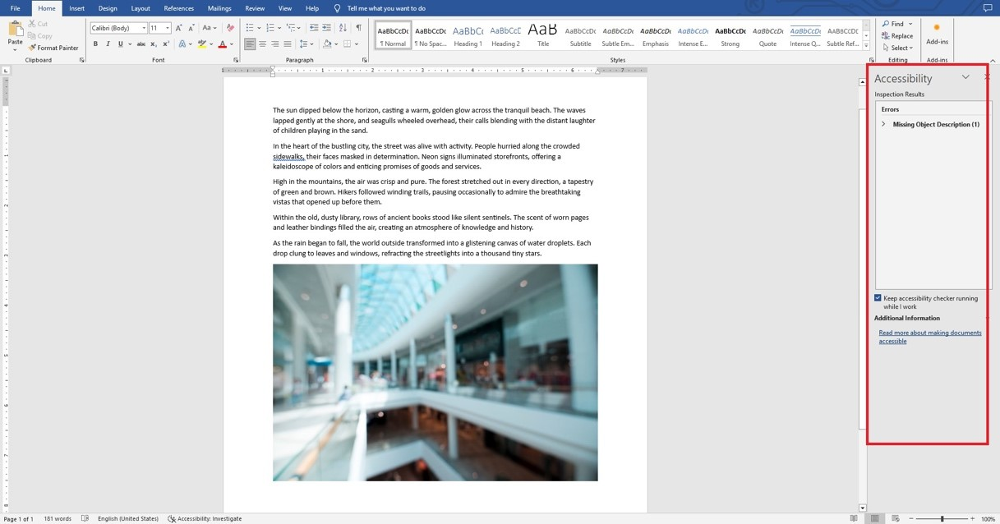 File Home Insert Design Layout References Mailings Review View Help Tell me what you want to do
Paste
Cut
Copy
Format Painter
Clipboard
Calibri (Body) 11
B I U abc x₂ x²
Font
Paragraph
AaBbCcDc AaBbCcDc AaBbCc AaBbCcE AaB AaBbCcDc AaBbCcDc AaBbCcDc AaBbCcDc AaBbCcDc AaBbCcDc AaBbCcDc AABBCCDC
¶ Normal ¶ No Spac... Heading 1 Heading 2 Title Subtitle Subtle Em... Emphasis Intense E... Strong Quote Intense Q... Subtle Ref...
Styles
Find
Replace
Select
Editing
Add-ins
Add-ins
The sun dipped below the horizon, casting a warm, golden glow across the tranquil beach. The waves
lapped gently at the shore, and seagulls wheeled overhead, their calls blending with the distant laughter
of children playing in the sand.
In the heart of the bustling city, the street was alive with activity. People hurried along the crowded
sidewalks, their faces masked in determination. Neon signs illuminated storefronts, offering a
kaleidoscope of colors and enticing promises of goods and services.
High in the mountains, the air was crisp and pure. The forest stretched out in every direction, a tapestry
of green and brown. Hikers followed winding trails, pausing occasionally to admire the breathtaking
vistas that opened up before them.
Within the old, dusty library, rows of ancient books stood like silent sentinels. The scent of worn pages
and leather bindings filled the air, creating an atmosphere of knowledge and history.
As the rain began to fall, the world outside transformed into a glistening canvas of water droplets. Each
drop clung to leaves and windows, refracting the streetlights into a thousand tiny stars.
Accessibility
Inspection Results
Errors
Missing Object Description (1)
Keep accessibility checker running
while I work
Additional Information
Read more about making documents
accessible
Page 1 of 1 181 words English (United States) Accessibility: Investigate 100%